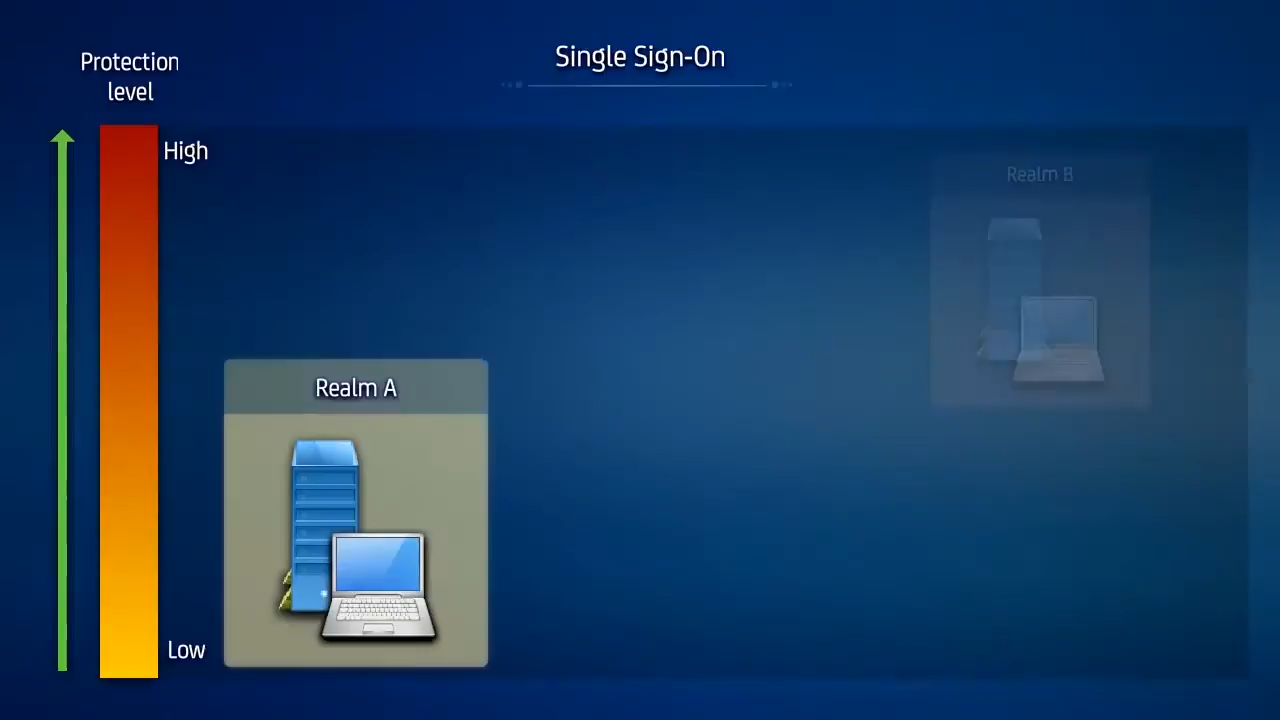 Single Sign-On
Protection
level
High
Realm B
Realm A
Low